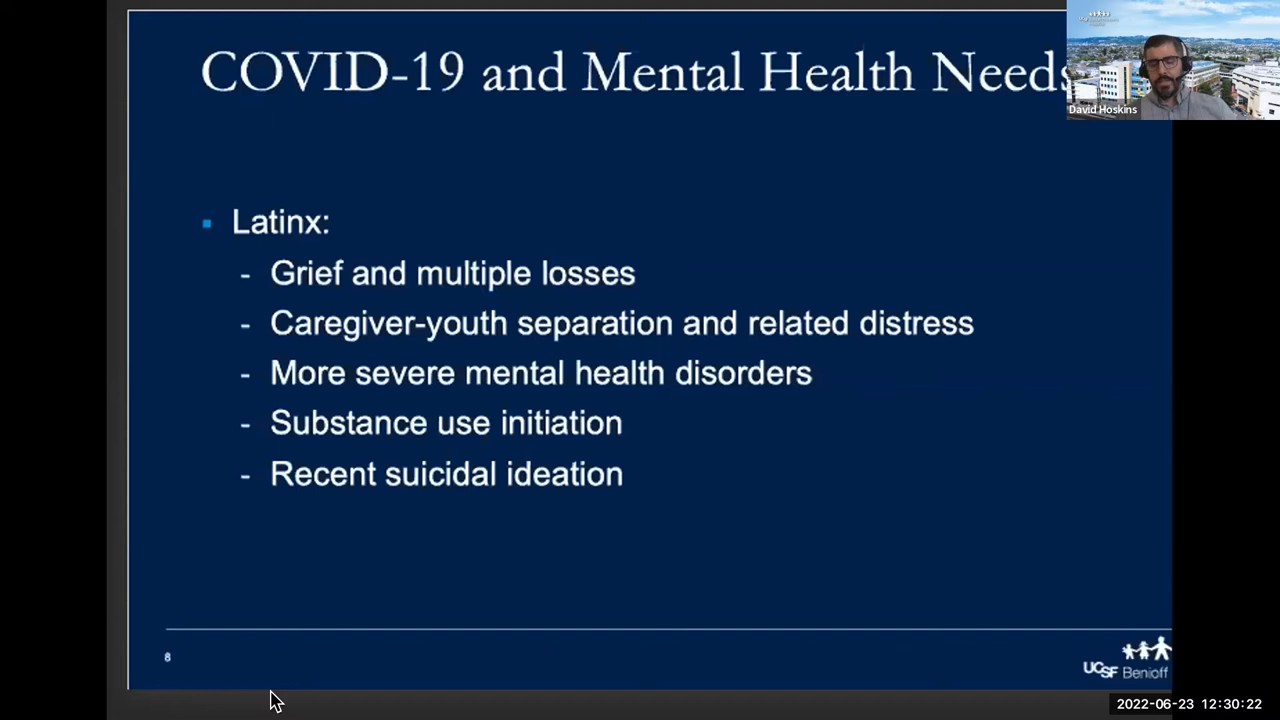 COVID-19 and Mental Health Needs
David Hoskins
▪ Latinx:
- Grief and multiple losses
- Caregiver-youth separation and related distress
- More severe mental health disorders
- Substance use initiation
- Recent suicidal ideation
8
UCSF Benioff
2022-06-23 12:30:22